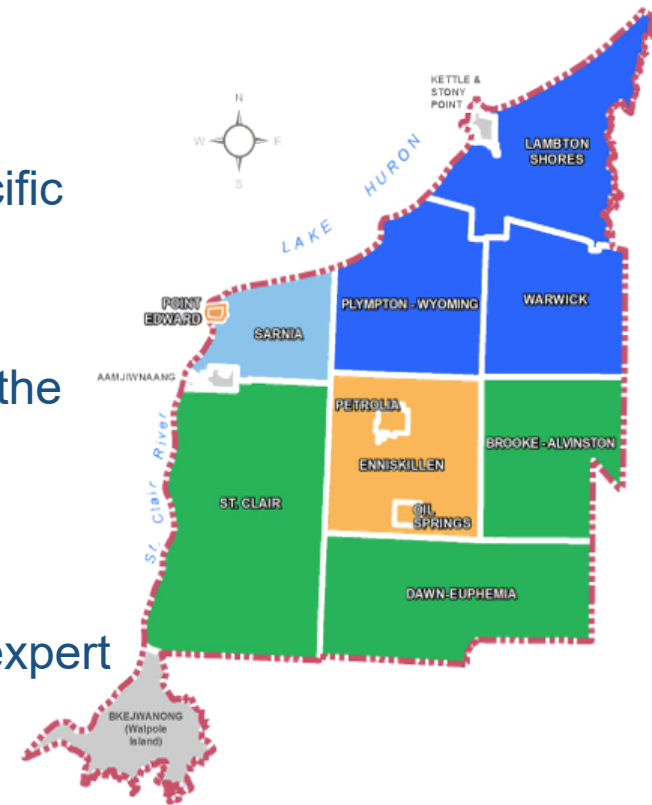 KETTLE &
STONY
POINT
N
W E
S
LAMBTON
SHORES
cific
LAKE HURON
POINT
EDWARD
PLYMPTON - WYOMING
WARWICK
SARNIA
AAMJIWNAANG
the
PETROLIA
BROOKE - ALVINSTON
ENNISKILLEN
St. Clair River
ST. CLAIR
OIL
SPRINGS
DAWN-EUPHEMIA
expert
BKEJWANONG
(Walpole
Island)